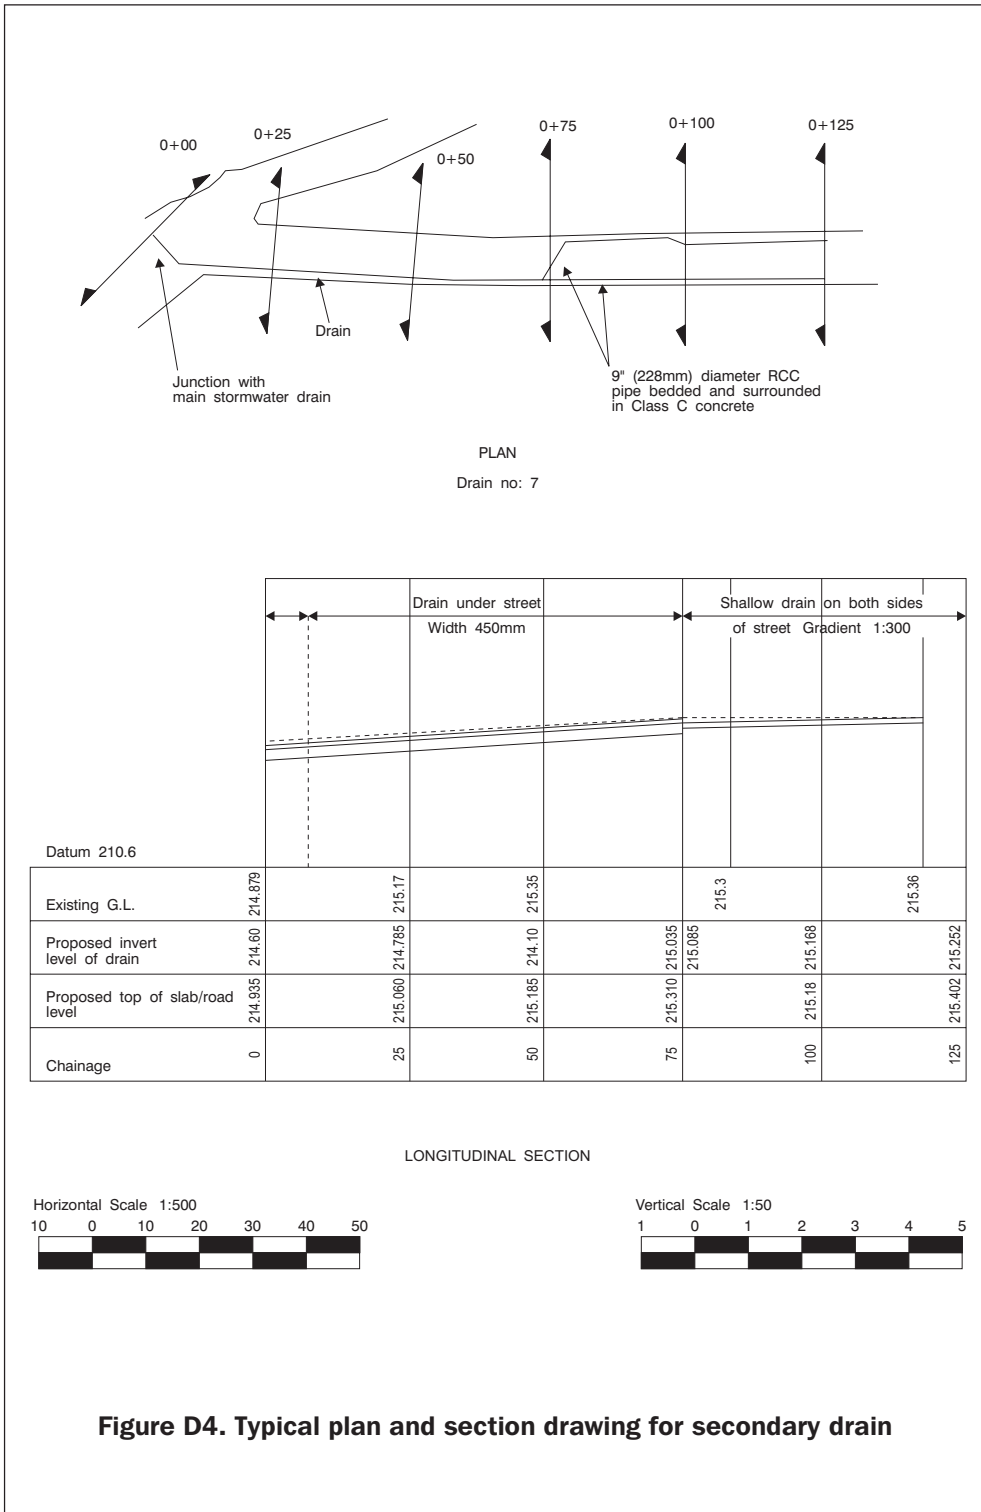 0+00
0+25
0+50
0+75
0+100
0+125
Drain
Junction with
main stormwater drain
9" (228mm) diameter RCC
pipe bedded and surrounded
in Class C concrete
PLAN
Drain no: 7
Drain under street
Width 450mm
Shallow drain on both sides
of street Gradient 1:300
Datum 210.6
Existing G.L. 214.879 215.17 215.35 215.3 215.36
Proposed invert
level of drain 214.60 214.785 214.10 215.035 215.085 215.168 215.252
Proposed top of slab/road
level 214.935 215.060 215.185 215.310 215.18 215.402
Chainage 0 25 50 75 100 125
LONGITUDINAL SECTION
Horizontal Scale 1:500
10 0 10 20 30 40 50
Vertical Scale 1:50
1 0 1 2 3 4 5
Figure D4. Typical plan and section drawing for secondary drain